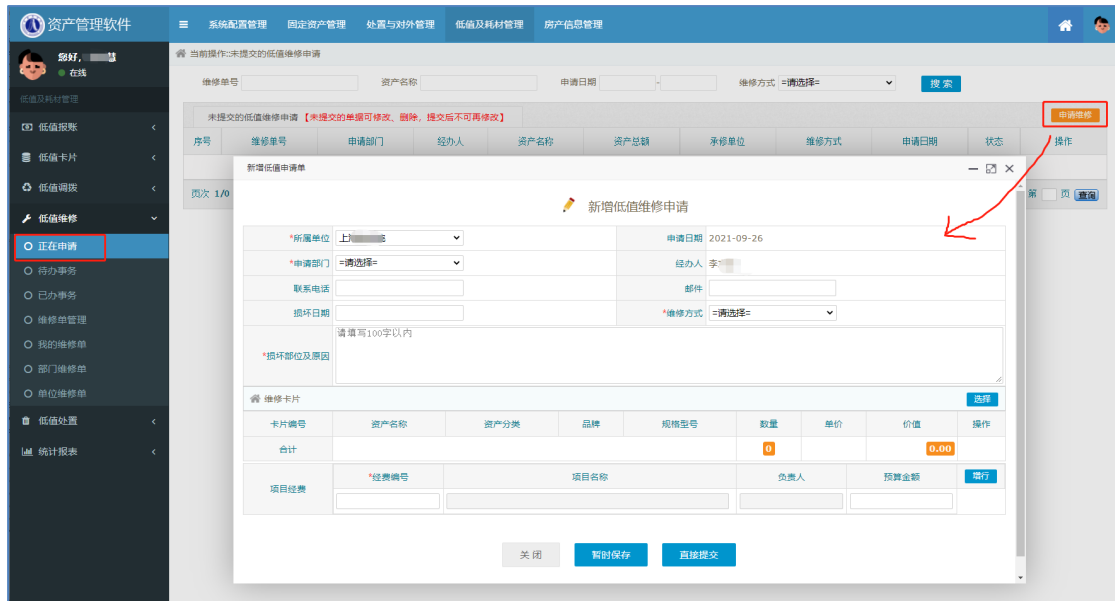 资产管理软件
系统配置管理 固定资产管理 处置与对外管理 低值及耗材管理 房产信息管理
您好, 慧
在线
当前操作::未提交的低值维修申请
维修单号 资产名称 申请日期 - 维修方式 =请选择= 搜 索
低值及耗材管理
未提交的低值维修申请【未提交的单据可修改、删除，提交后不可再修改】 申请维修
低值报账
序号 维修单号 申请部门 经办人 资产名称 资产总额 承修单位 维修方式 申请日期 状态 操作
低值卡片
新增低值申请单
低值调拨
页次 1/0 第 页 查询
新增低值维修申请
低值维修
*所属单位 上 申请日期 2021-09-26
正在申请
*申请部门 =请选择= 经办人 李
待办事务
联系电话 邮件
已办事务
损坏日期 *维修方式 =请选择=
维修单管理
请填写100字以内
我的维修单
*损坏部位及原因
部门维修单
单位维修单
维修卡片 选择
低值处置
卡片编号 资产名称 资产分类 品牌 规格型号 数量 单价 价值 操作
统计报表
合计 0 0.00
项目经费 *经费编号 项目名称 负责人 预算金额 增行
关 闭 暂时保存 直接提交